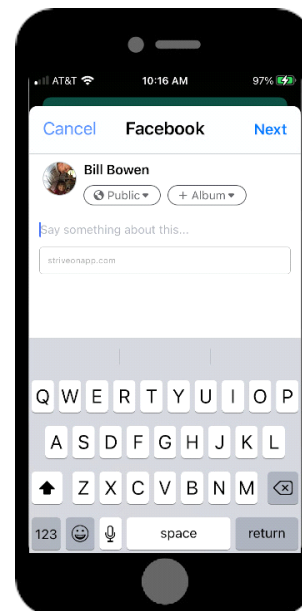 AT&T 10:16 AM 97%
Cancel Facebook Next
Bill Bowen
Public + Album
Say something about this...
striveonapp.com
Q W E R T Y U I O P
A S D F G H J K L
Z X C V B N M
123 space return